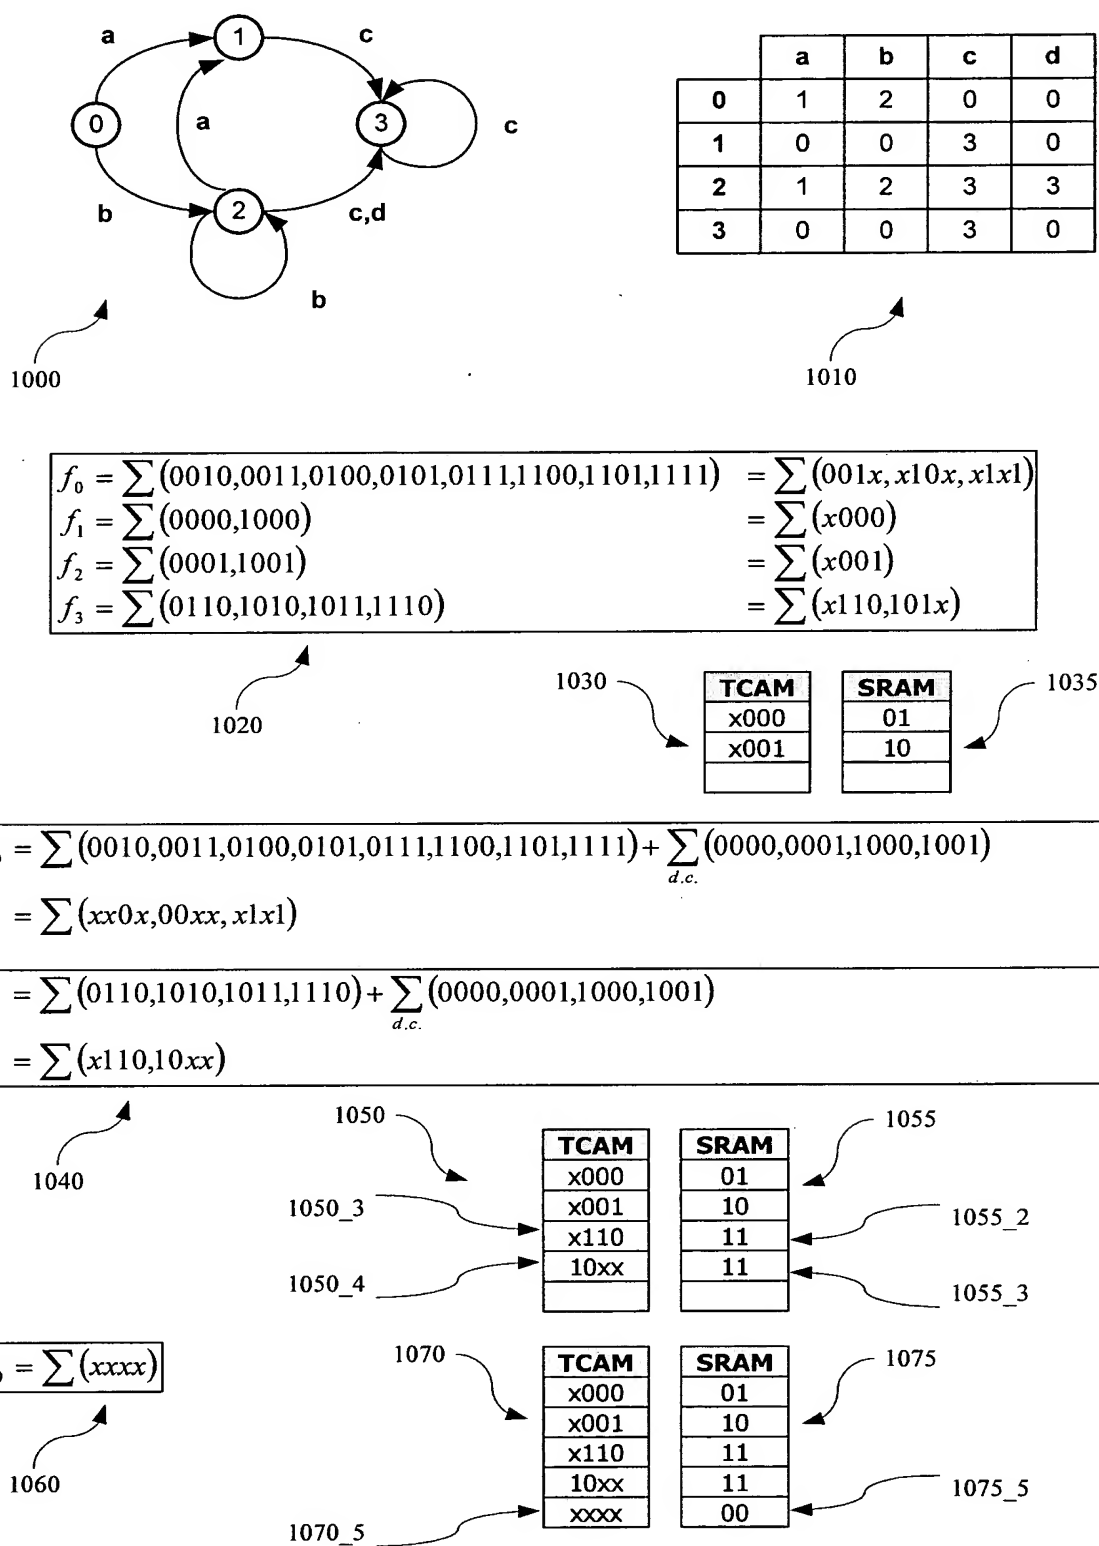 a
1
c
0
a
3
c
b
2
c,d
b
1000
a b c d
0 1 2 0 0
1 0 0 3 0
2 1 2 3 3
3 0 0 3 0
1010
f₀ = ∑(0010,0011,0100,0101,0111,1100,1101,1111) = ∑(001x, x10x, x1x1)
f₁ = ∑(0000,1000) = ∑(x000)
f₂ = ∑(0001,1001) = ∑(x001)
f₃ = ∑(0110,1010,1011,1110) = ∑(x110,101x)
1020
1030
TCAM SRAM
x000 01
x001 10
1035
= ∑(0010,0011,0100,0101,0111,1100,1101,1111) + ∑(0000,0001,1000,1001)
d.c.
= ∑(xx0x,00xx, x1x1)
= ∑(0110,1010,1011,1110) + ∑(0000,0001,1000,1001)
d.c.
= ∑(x110,10xx)
1040
1050
1055
TCAM SRAM
x000 01
x001 10
x110 11
10xx 11
1050_3
1055_2
1050_4
1055_3
= ∑(xxxx)
1060
1070
1075
TCAM SRAM
x000 01
x001 10
x110 11
10xx 11
xxxx 00
1075_5
1070_5